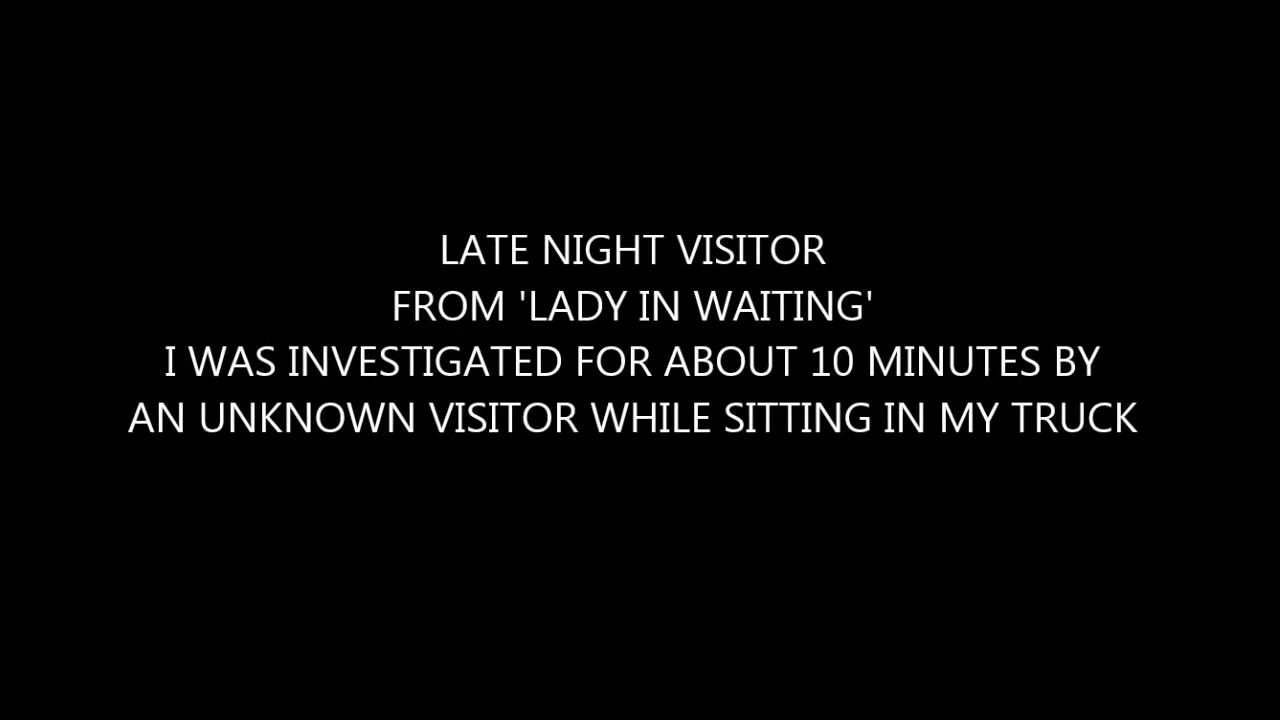 LATE NIGHT VISITOR
FROM 'LADY IN WAITING'
I WAS INVESTIGATED FOR ABOUT 10 MINUTES BY
AN UNKNOWN VISITOR WHILE SITTING IN MY TRUCK